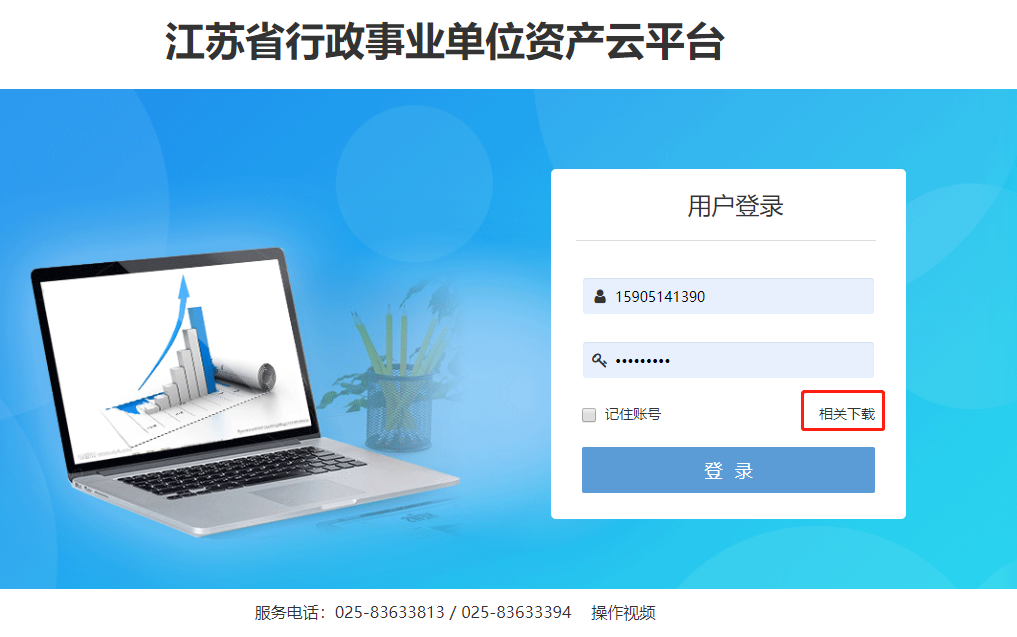 江苏省行政事业单位资产云平台
用户登录
15905141390
•••••••••
记住账号 相关下载
登 录
服务电话：025-83633813 / 025-83633394 操作视频